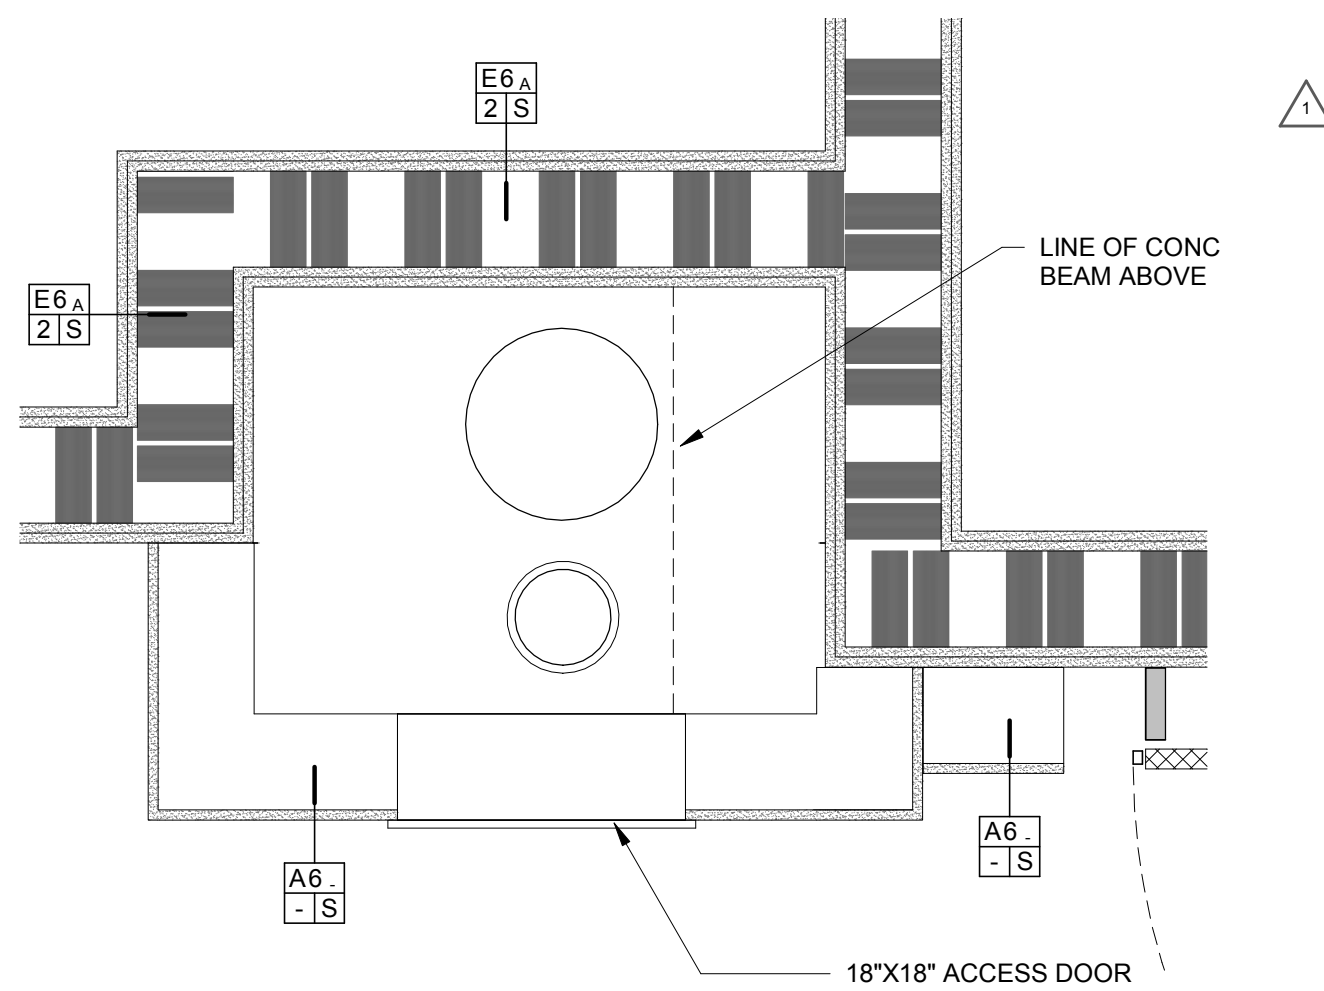 E6 A
2 S
1
LINE OF CONC
BEAM ABOVE
E6 A
2 S
A6 -
- S
A6 -
- S
18"X18" ACCESS DOOR